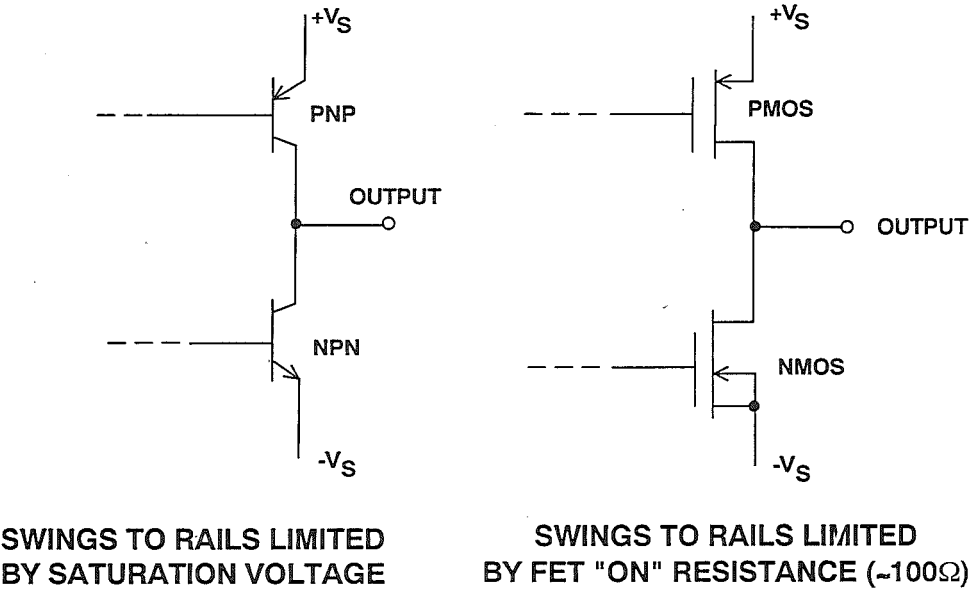 +VS
PNP
OUTPUT
NPN
-VS
SWINGS TO RAILS LIMITED
BY SATURATION VOLTAGE
+VS
PMOS
OUTPUT
NMOS
-VS
SWINGS TO RAILS LIMITED
BY FET "ON" RESISTANCE (~100Ω)